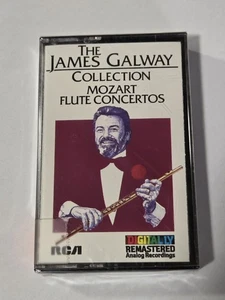 THE
JAMES GALWAY
COLLECTION
MOZART
FLUTE CONCERTOS
RCA
DIGITALLY
REMASTERED
Analog Recordings